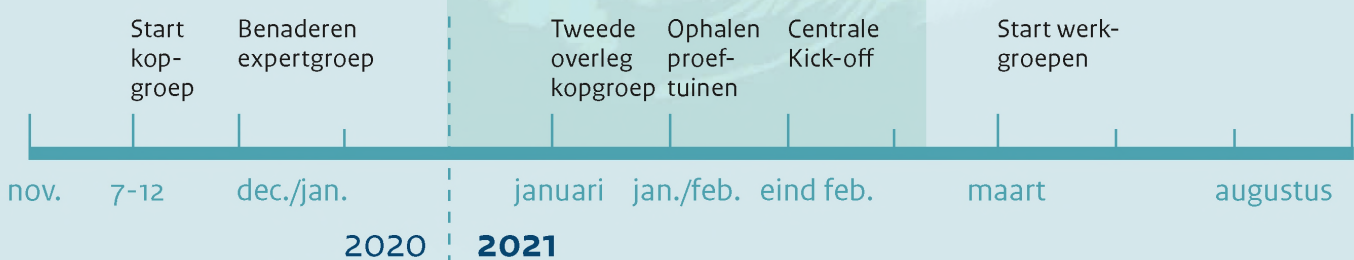 Start
kop-
groep
Benaderen
expertgroep
Tweede
overleg
kopgroep
Ophalen
proef-
tuinen
Centrale
Kick-off
Start werk-
groepen
nov. 7-12 dec./jan. januari jan./feb. eind feb. maart augustus
2020 2021